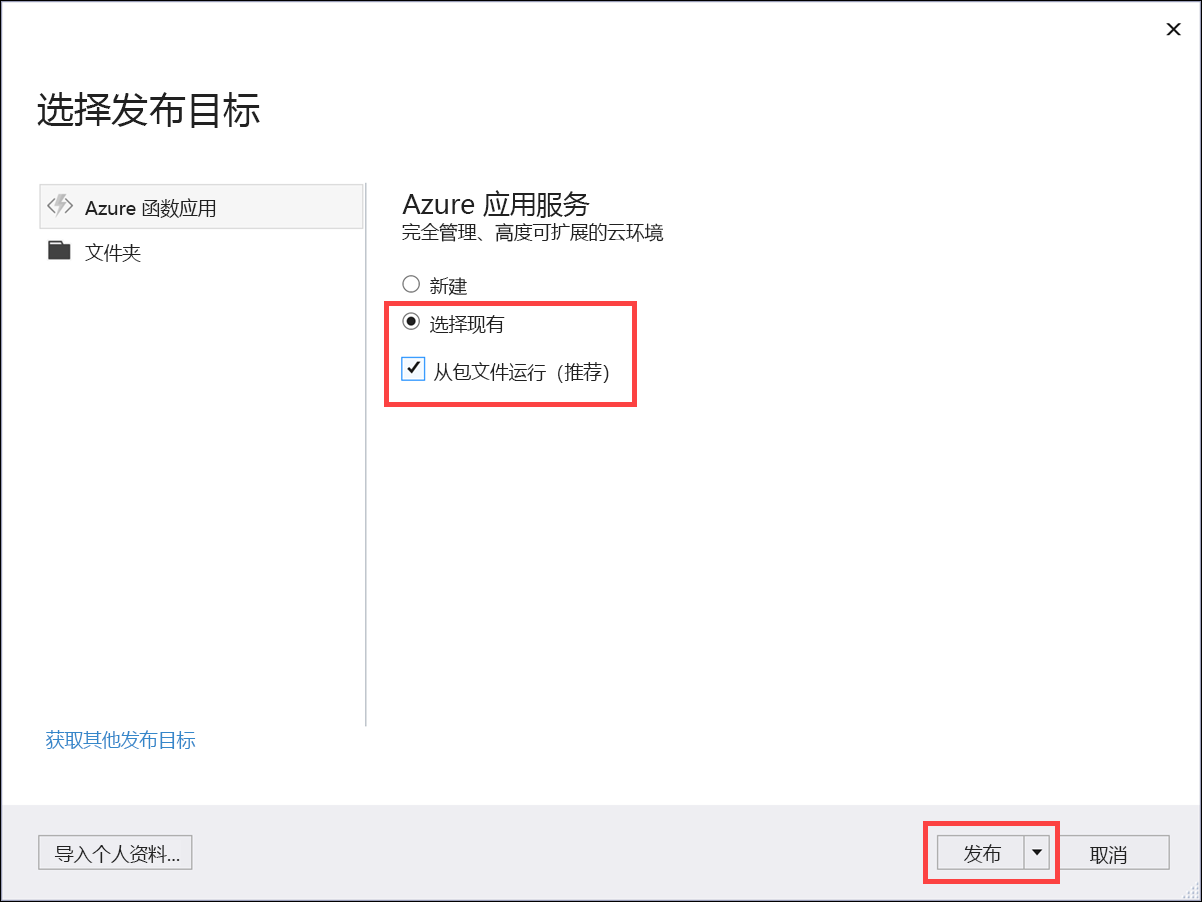 选择发布目标
Azure 函数应用
文件夹
Azure 应用服务
完全管理、高度可扩展的云环境
新建
选择现有
从包文件运行（推荐）
获取其他发布目标
导入个人资料...
发布
取消